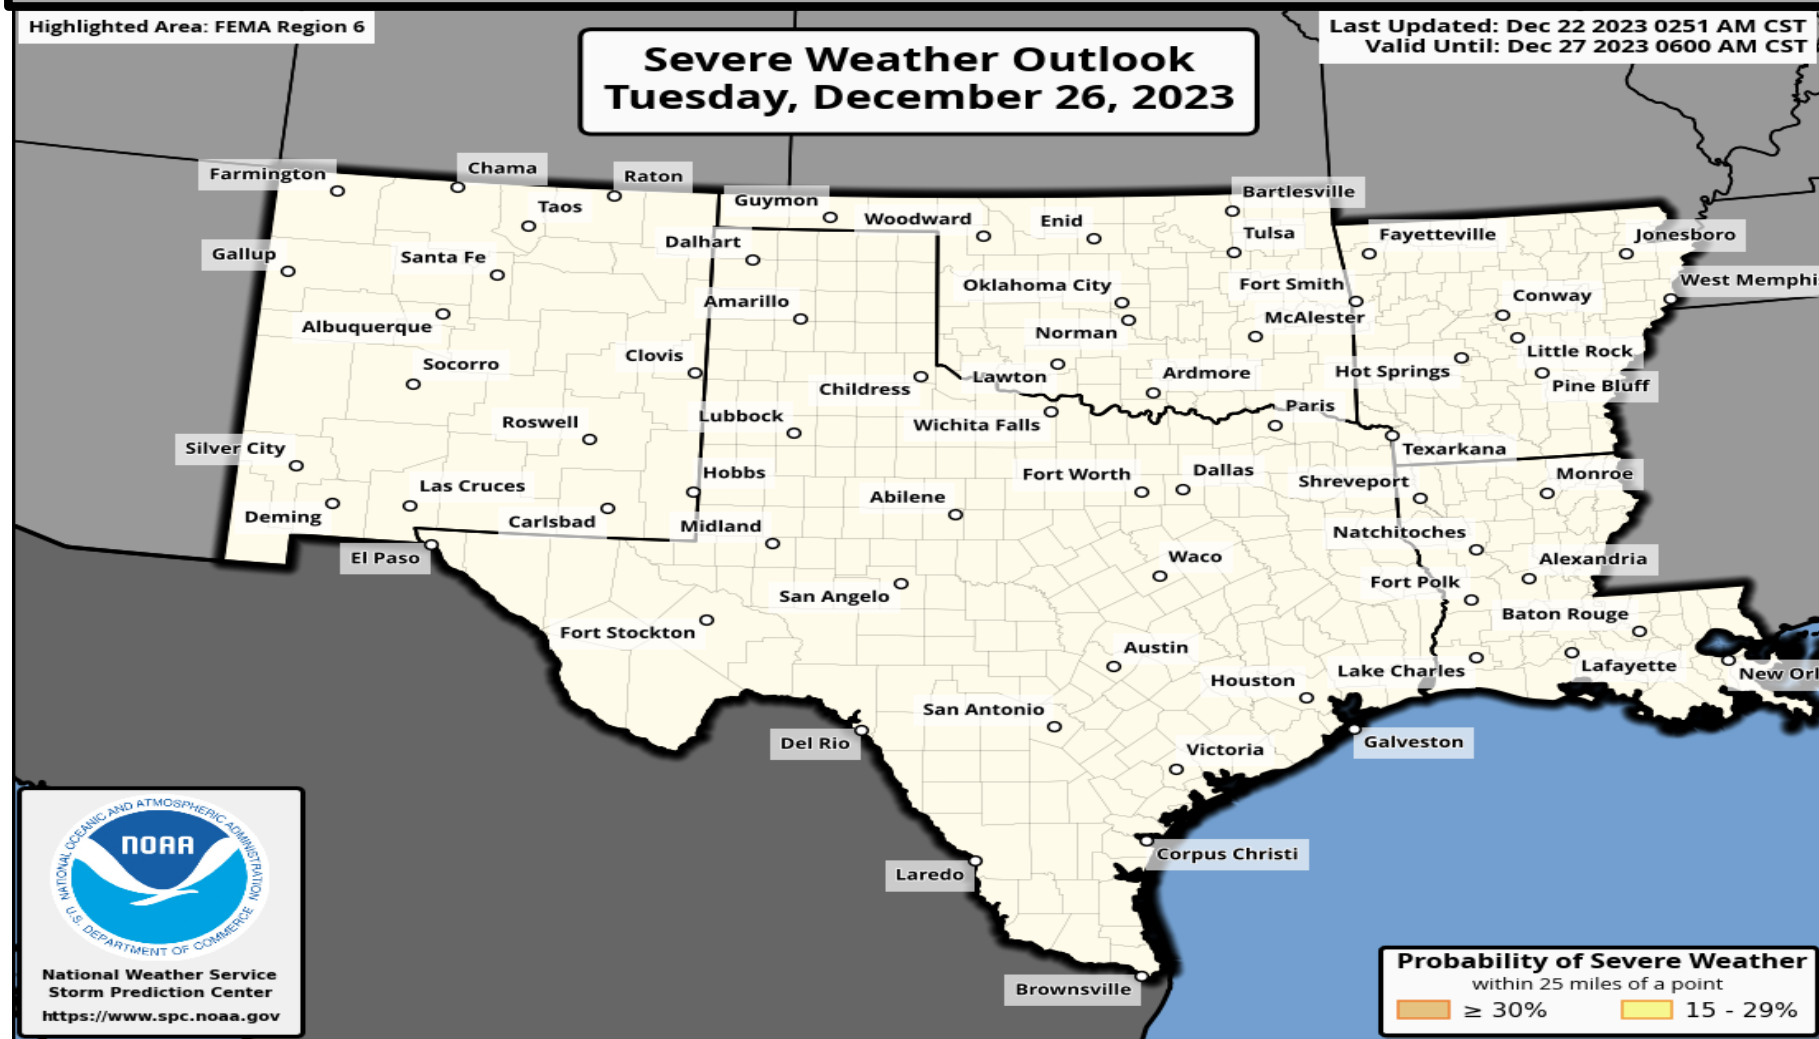 Highlighted Area: FEMA Region 6
Severe Weather Outlook
Tuesday, December 26, 2023
Last Updated: Dec 22 2023 0251 AM CST
Valid Until: Dec 27 2023 0600 AM CST
Farmington
Chama
Raton
Taos
Guymon
Woodward
Enid
Bartlesville
Gallup
Santa Fe
Dalhart
Tulsa
Fayetteville
Jonesboro
Albuquerque
Amarillo
Oklahoma City
Fort Smith
Conway
West Memphi
Socorro
Clovis
Norman
McAlester
Little Rock
Childress
Lawton
Ardmore
Hot Springs
Pine Bluff
Roswell
Lubbock
Wichita Falls
Paris
Silver City
Hobbs
Texarkana
Las Cruces
Fort Worth
Dallas
Shreveport
Monroe
Deming
Carlsbad
Midland
Abilene
Natchitoches
El Paso
Waco
Alexandria
San Angelo
Fort Polk
Fort Stockton
Baton Rouge
Austin
Lake Charles
Lafayette
New Orl
Houston
San Antonio
Del Rio
Victoria
Galveston
Corpus Christi
Laredo
Brownsville
NATIONAL OCEANIC AND ATMOSPHERIC ADMINISTRATION
NOAA
U.S. DEPARTMENT OF COMMERCE
National Weather Service
Storm Prediction Center
https://www.spc.noaa.gov
Probability of Severe Weather
within 25 miles of a point
≥ 30%
15 - 29%